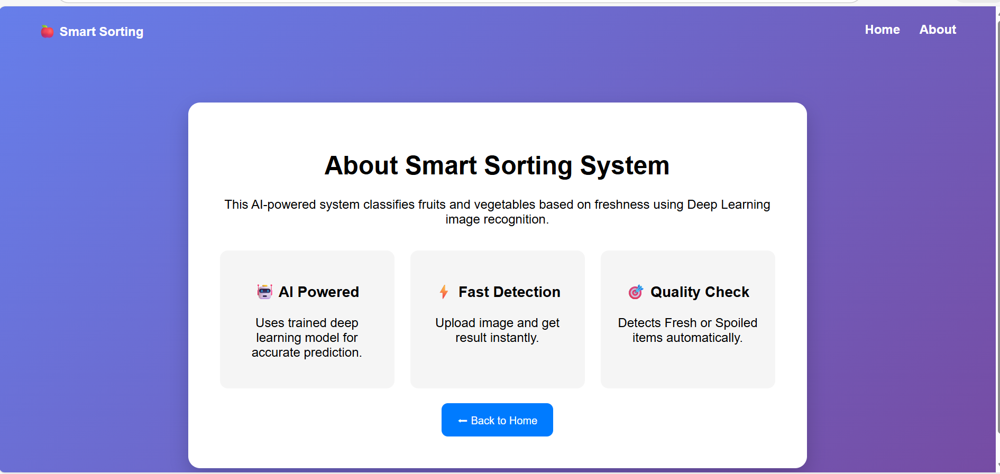 Smart Sorting
Home About
About Smart Sorting System
This AI-powered system classifies fruits and vegetables based on freshness using Deep Learning
image recognition.
AI Powered
Uses trained deep
learning model for
accurate prediction.
Fast Detection
Upload image and get
result instantly.
Quality Check
Detects Fresh or Spoiled
items automatically.
⬅ Back to Home